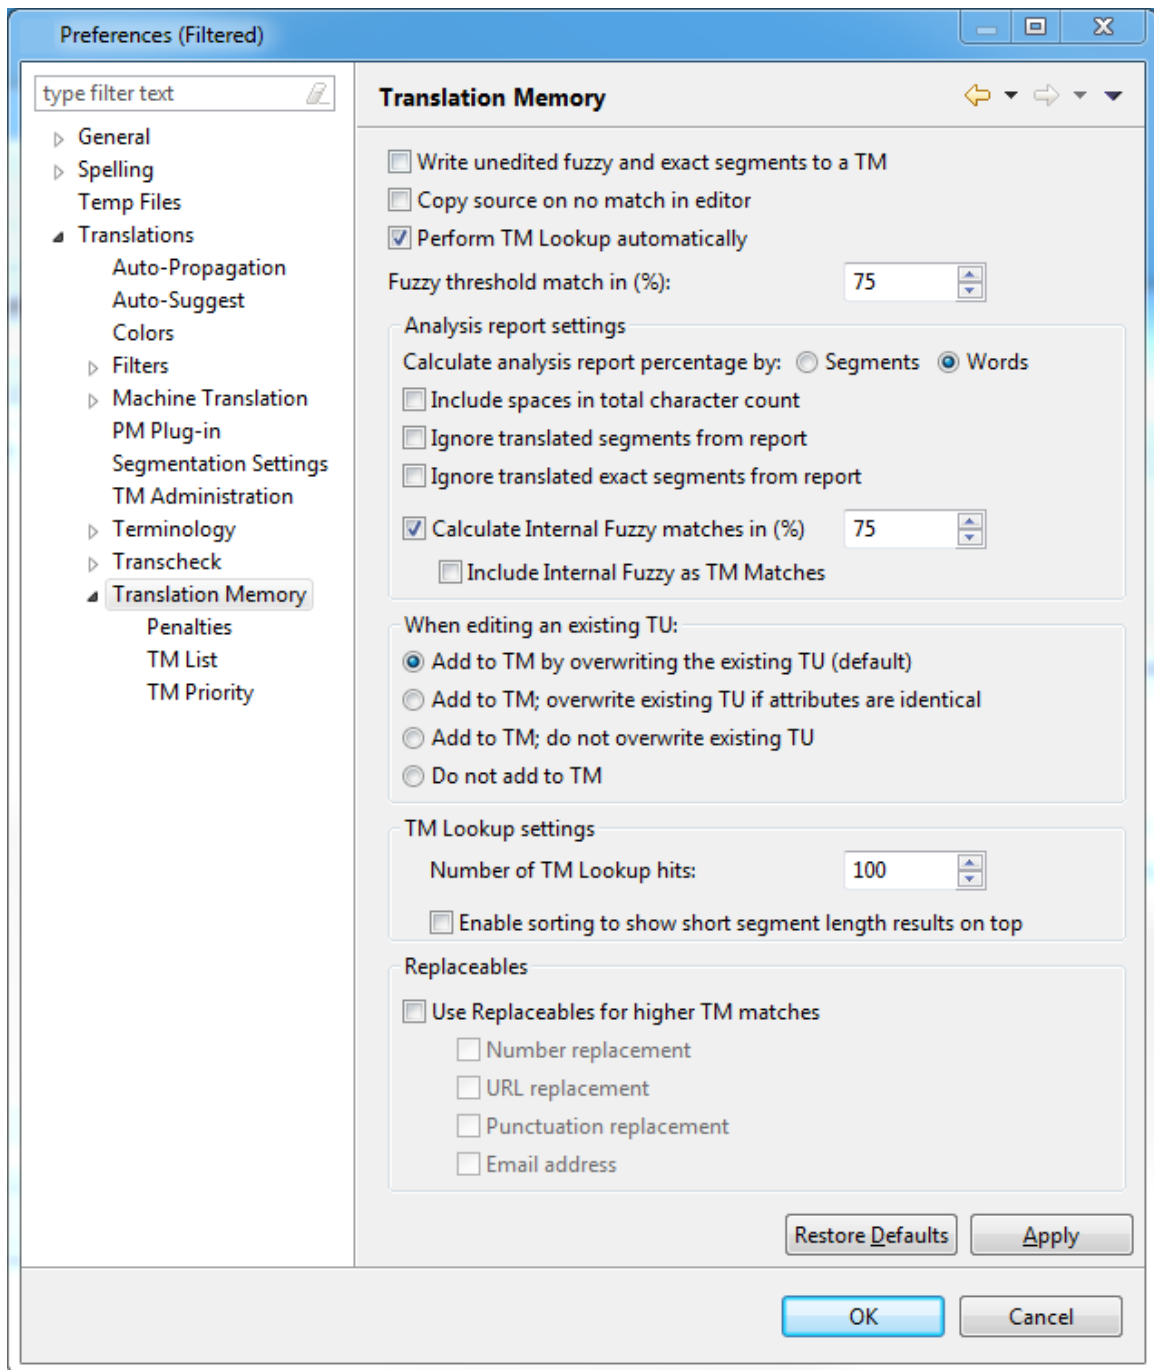 Preferences (Filtered)
type filter text
General
Spelling
Temp Files
Translations
Auto-Propagation
Auto-Suggest
Colors
Filters
Machine Translation
PM Plug-in
Segmentation Settings
TM Administration
Terminology
Transcheck
Translation Memory
Penalties
TM List
TM Priority
Translation Memory
Write unedited fuzzy and exact segments to a TM
Copy source on no match in editor
Perform TM Lookup automatically
Fuzzy threshold match in (%): 75
Analysis report settings
Calculate analysis report percentage by: Segments Words
Include spaces in total character count
Ignore translated segments from report
Ignore translated exact segments from report
Calculate Internal Fuzzy matches in (%) 75
Include Internal Fuzzy as TM Matches
When editing an existing TU:
Add to TM by overwriting the existing TU (default)
Add to TM; overwrite existing TU if attributes are identical
Add to TM; do not overwrite existing TU
Do not add to TM
TM Lookup settings
Number of TM Lookup hits: 100
Enable sorting to show short segment length results on top
Replaceables
Use Replaceables for higher TM matches
Number replacement
URL replacement
Punctuation replacement
Email address
Restore Defaults Apply
OK Cancel